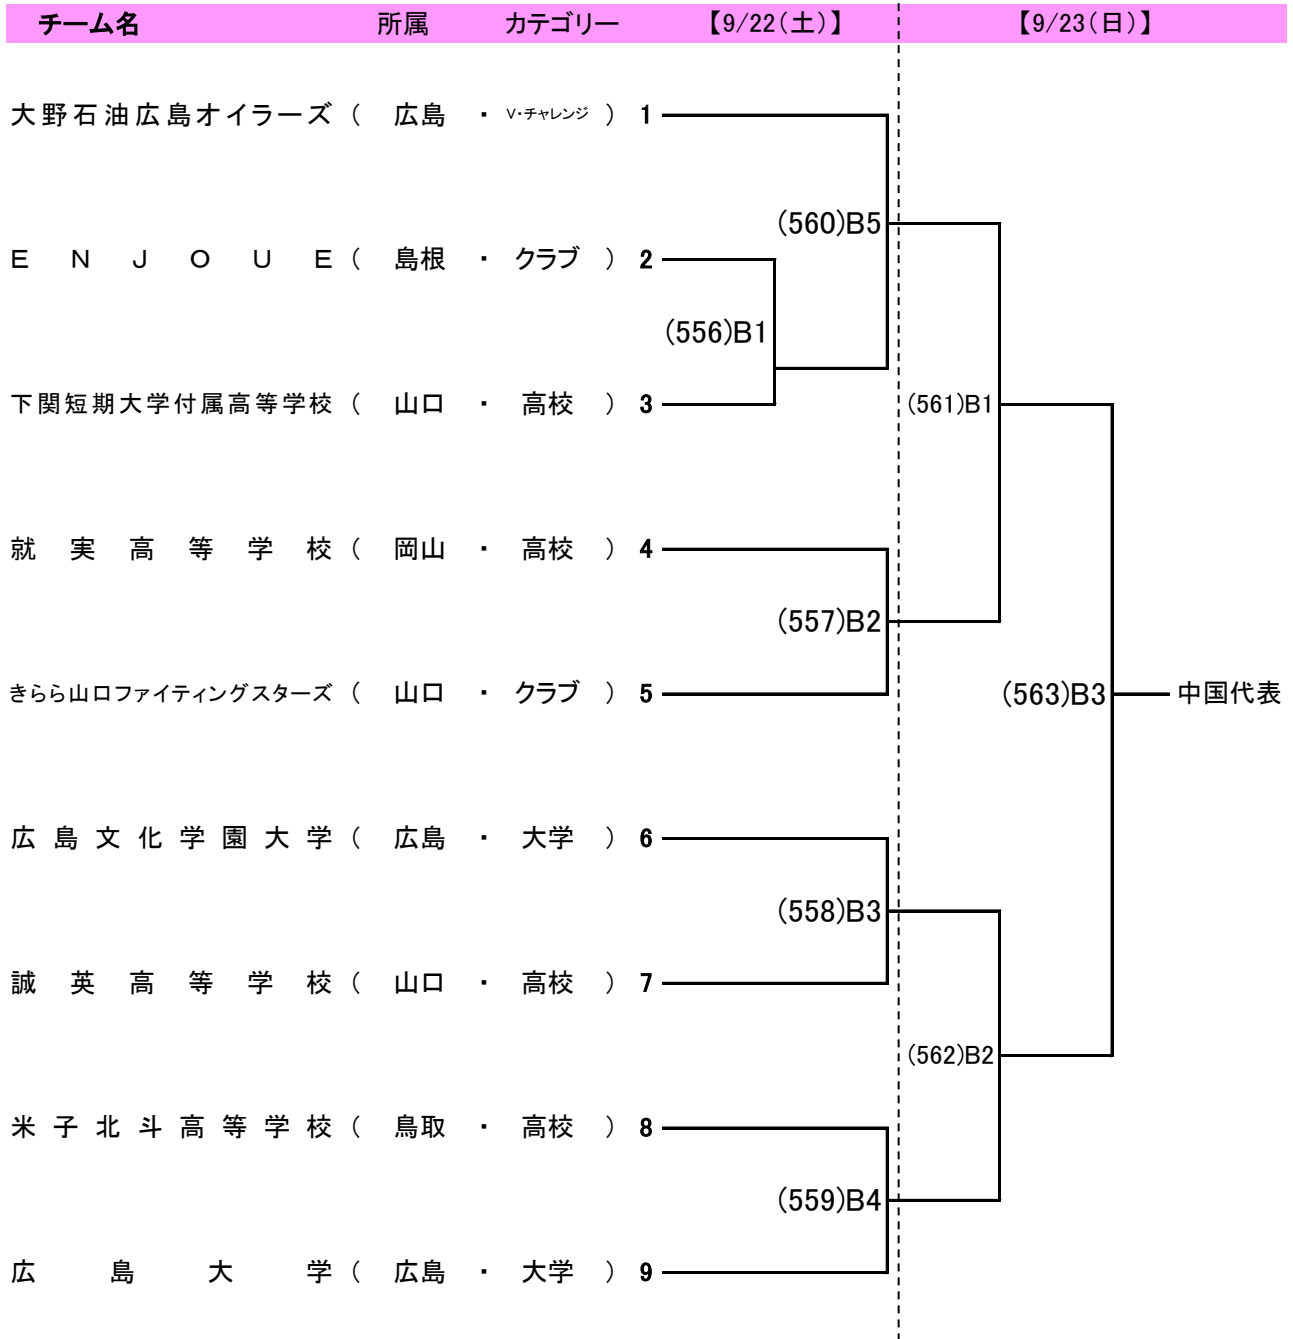 チーム名 所属 カテゴリー 【9/22(土)】 【9/23(日)】
大野石油広島オイラーズ ( 広島 ・ V・チャレンジ ) 1
(560)B5
ENJOUE ( 島根 ・ クラブ ) 2
(556)B1
下関短期大学付属高等学校 ( 山口 ・ 高校 ) 3 (561)B1
就実高等学校 ( 岡山 ・ 高校 ) 4
(557)B2
きらら山口ファイティングスターズ ( 山口 ・ クラブ ) 5 (563)B3 中国代表
広島文化学園大学 ( 広島 ・ 大学 ) 6
(558)B3
誠英高等学校 ( 山口 ・ 高校 ) 7
(562)B2
米子北斗高等学校 ( 鳥取 ・ 高校 ) 8
(559)B4
広島大学 ( 広島 ・ 大学 ) 9